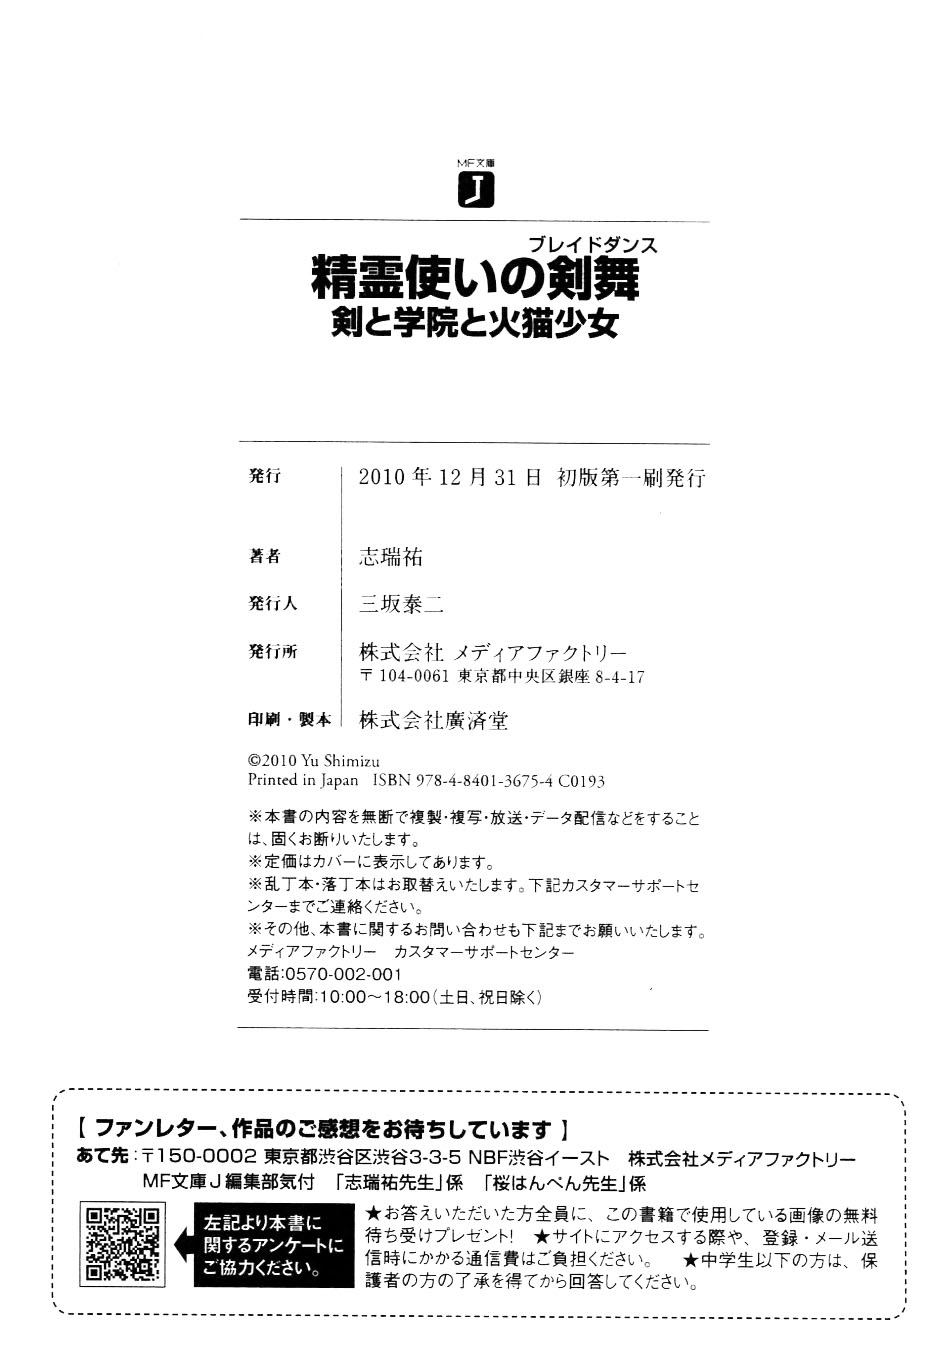 MF文庫
J
ブレイドダンス
精霊使いの剣舞
剣と学院と火猫少女
発行 2010年12月31日 初版第一刷発行
著者 志瑞祐
発行人 三坂泰二
発行所 株式会社 メディアファクトリー
〒104-0061 東京都中央区銀座8-4-17
印刷・製本 株式会社廣済堂
©2010 Yu Shimizu
Printed in Japan ISBN 978-4-8401-3675-4 C0193
※本書の内容を無断で複製・複写・放送・データ配信などをすること
は、固くお断りいたします。
※定価はカバーに表示してあります。
※乱丁本・落丁本はお取替えいたします。下記カスタマーサポートセ
ンターまでご連絡ください。
※その他、本書に関するお問い合わせも下記までお願いいたします。
メディアファクトリー カスタマーサポートセンター
電話:0570-002-001
受付時間:10:00～18:00(土日、祝日除く)
【 ファンレター、作品のご感想をお待ちしています 】
あて先:〒150-0002 東京都渋谷区渋谷3-3-5 NBF渋谷イースト 株式会社メディアファクトリー
MF文庫J編集部気付 「志瑞祐先生」係 「桜はんぺん先生」係
左記より本書に
関するアンケートに
ご協力ください。
★お答えいただいた方全員に、この書籍で使用している画像の無料
待ち受けプレゼント! ★サイトにアクセスする際や、登録・メール送
信時にかかる通信費はご負担ください。 ★中学生以下の方は、保
護者の方の了承を得てから回答してください。